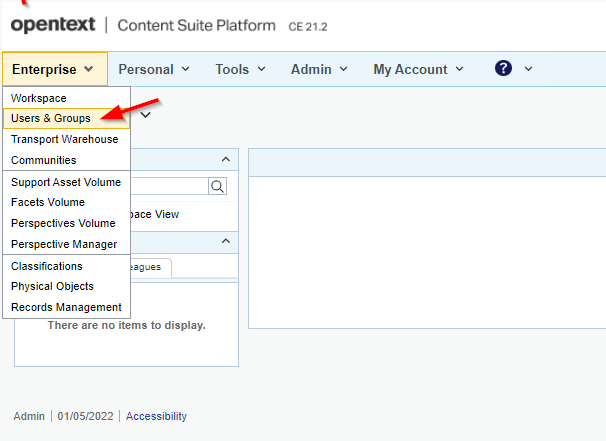 opentext | Content Suite Platform CE 21.2
Enterprise Personal Tools Admin My Account ?
Workspace
Users & Groups
Transport Warehouse
Communities
Support Asset Volume
Facets Volume
pace View
Perspectives Volume
Perspective Manager
Classifications
leagues
Physical Objects
Records Management
There are no items to display.
Admin | 01/05/2022 | Accessibility